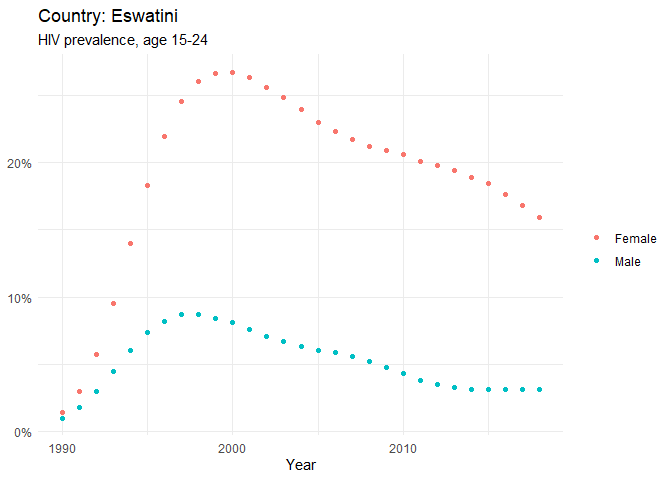 Country: Eswatini
HIV prevalence, age 15-24
20%
10%
0%
1990 2000 2010
Year
Female
Male